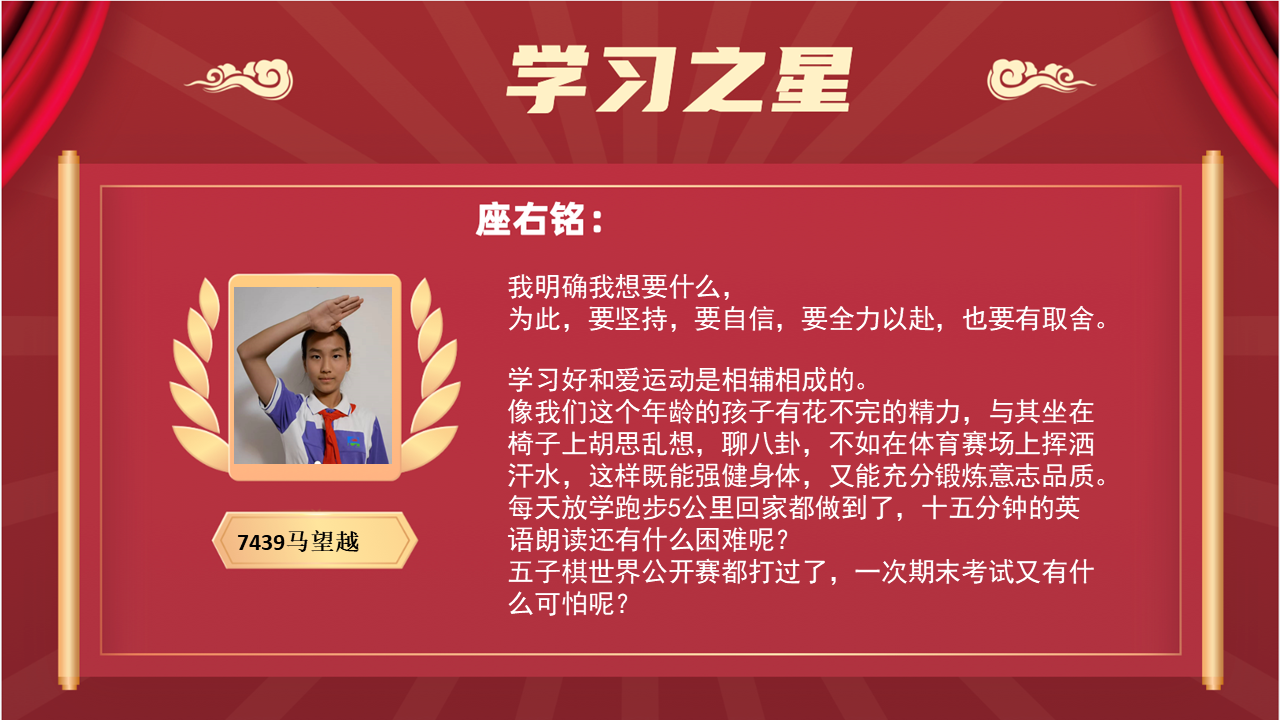 学习之星
座右铭：
我明确我想要什么，
为此，要坚持，要自信，要全力以赴，也要有取舍。
学习好和爱运动是相辅相成的。
像我们这个年龄的孩子有花不完的精力，与其坐在
椅子上胡思乱想，聊八卦，不如在体育赛场上挥洒
汗水，这样既能强健身体，又能充分锻炼意志品质。
每天放学跑步5公里回家都做到了，十五分钟的英
语朗读还有什么困难呢？
五子棋世界公开赛都打过了，一次期末考试又有什
么可怕呢？
7439马望越